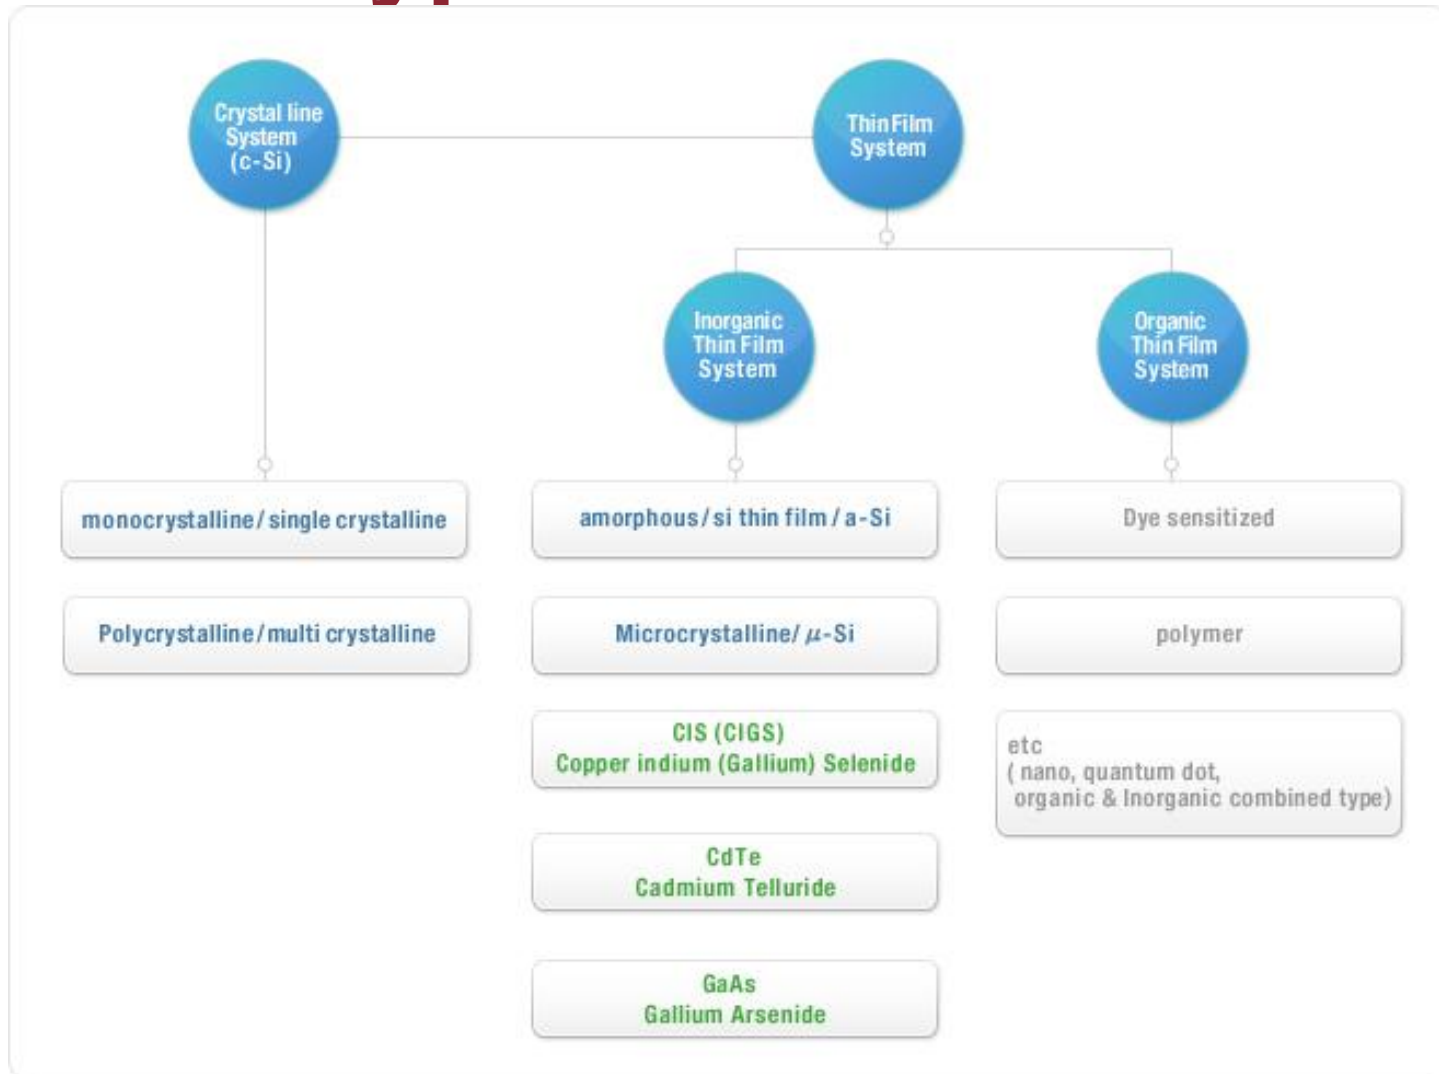 Crystal line
System
(c-Si)
Thin Film
System
Inorganic
Thin Film
System
Organic
Thin Film
System
monocrystalline/single crystalline
Polycrystalline/multi crystalline
amorphous/si thin film/a-Si
Microcrystalline/ μ-Si
CIS (CIGS)
Copper indium (Gallium) Selenide
CdTe
Cadmium Telluride
GaAs
Gallium Arsenide
Dye sensitized
polymer
etc
( nano, quantum dot,
organic & Inorganic combined type)